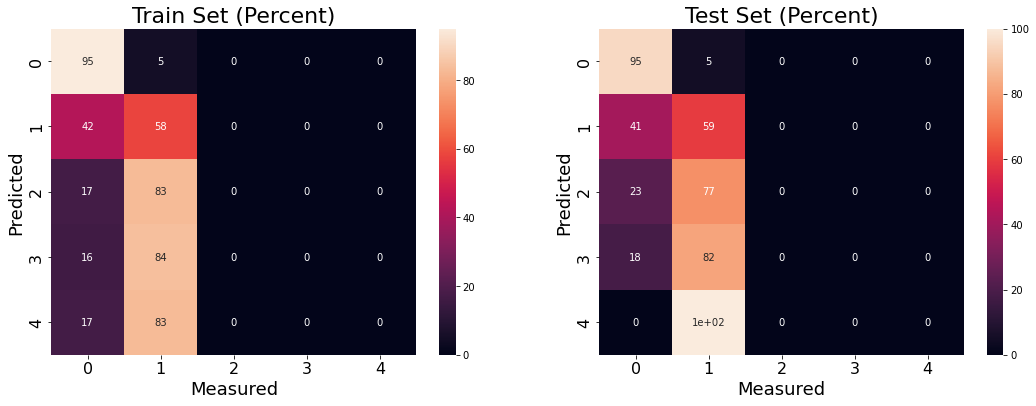 Train Set (Percent)
Predicted
0 95 5 0 0 0
1 42 58 0 0 0
2 17 83 0 0 0
3 16 84 0 0 0
4 17 83 0 0 0
0 1 2 3 4
Measured
80
60
40
20
0
Test Set (Percent)
Predicted
0 95 5 0 0 0
1 41 59 0 0 0
2 23 77 0 0 0
3 18 82 0 0 0
4 0 1e+02 0 0 0
0 1 2 3 4
Measured
100
80
60
40
20
0